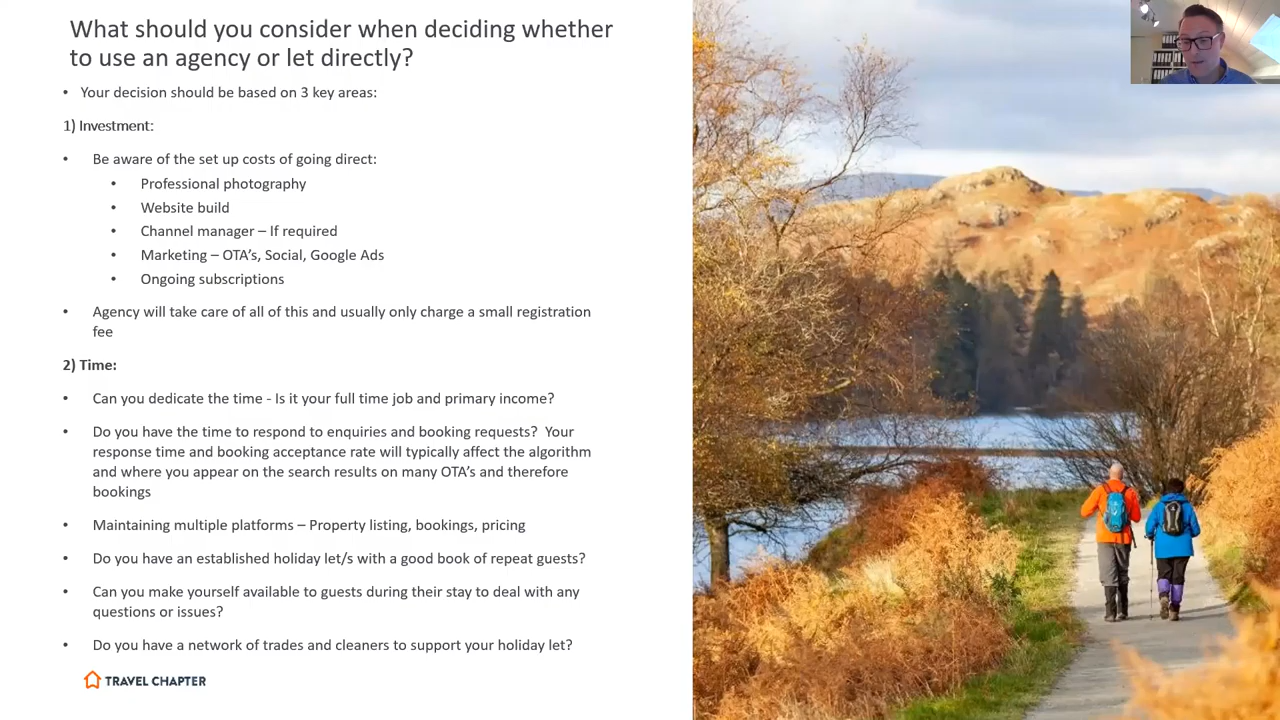 What should you consider when deciding whether
to use an agency or let directly?
• Your decision should be based on 3 key areas:
1) Investment:
• Be aware of the set up costs of going direct:
• Professional photography
• Website build
• Channel manager – If required
• Marketing – OTA's, Social, Google Ads
• Ongoing subscriptions
• Agency will take care of all of this and usually only charge a small registration
fee
2) Time:
• Can you dedicate the time - Is it your full time job and primary income?
• Do you have the time to respond to enquiries and booking requests?  Your
response time and booking acceptance rate will typically affect the algorithm
and where you appear on the search results on many OTA's and therefore
bookings
• Maintaining multiple platforms – Property listing, bookings, pricing
• Do you have an established holiday let/s with a good book of repeat guests?
• Can you make yourself available to guests during their stay to deal with any
questions or issues?
• Do you have a network of trades and cleaners to support your holiday let?
TRAVEL CHAPTER